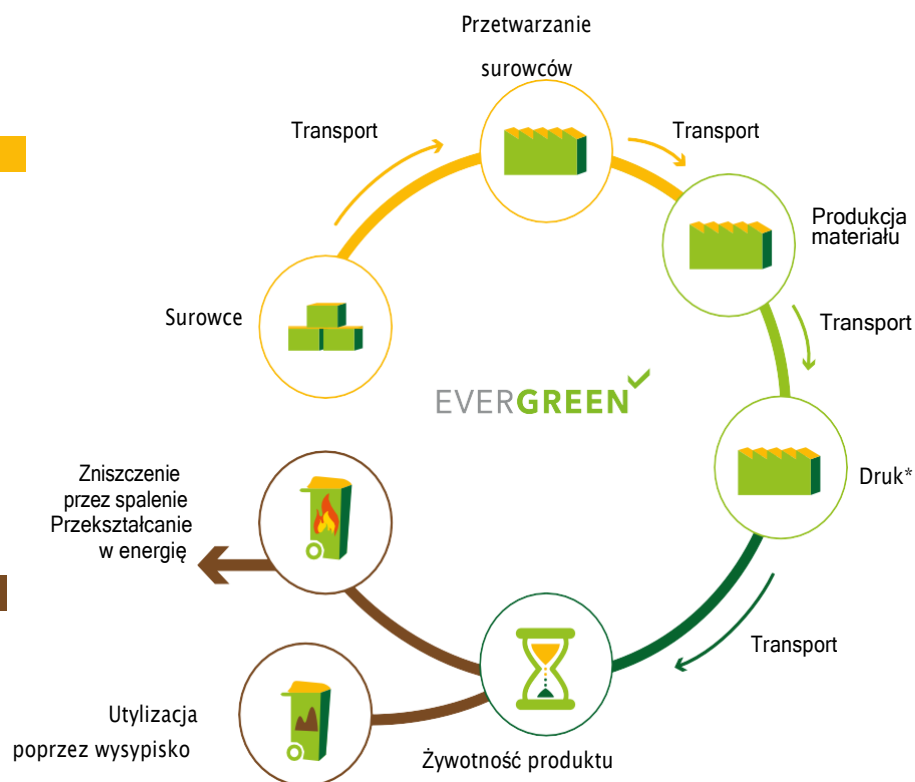 Przetwarzanie
surowców
Transport
Transport
Produkcja
materiału
Surowce
Transport
EVERGREEN
Zniszczenie
przez spalenie
Przekształcanie
w energię
Druk*
Transport
Utylizacja
poprzez wysypisko
Żywotność produktu